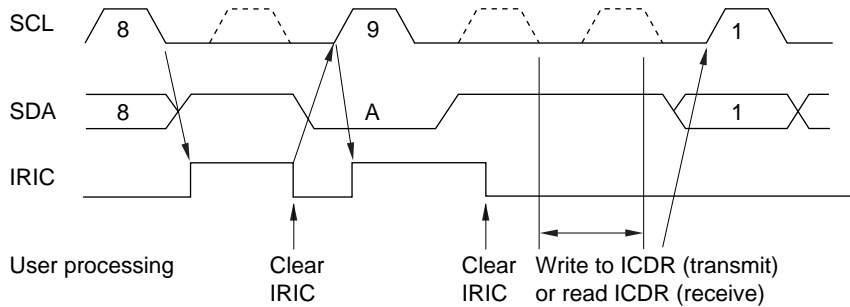 SCL 8 9 1
SDA 8 A 1
IRIC
User processing Clear Clear Write to ICDR (transmit)
IRIC IRIC or read ICDR (receive)